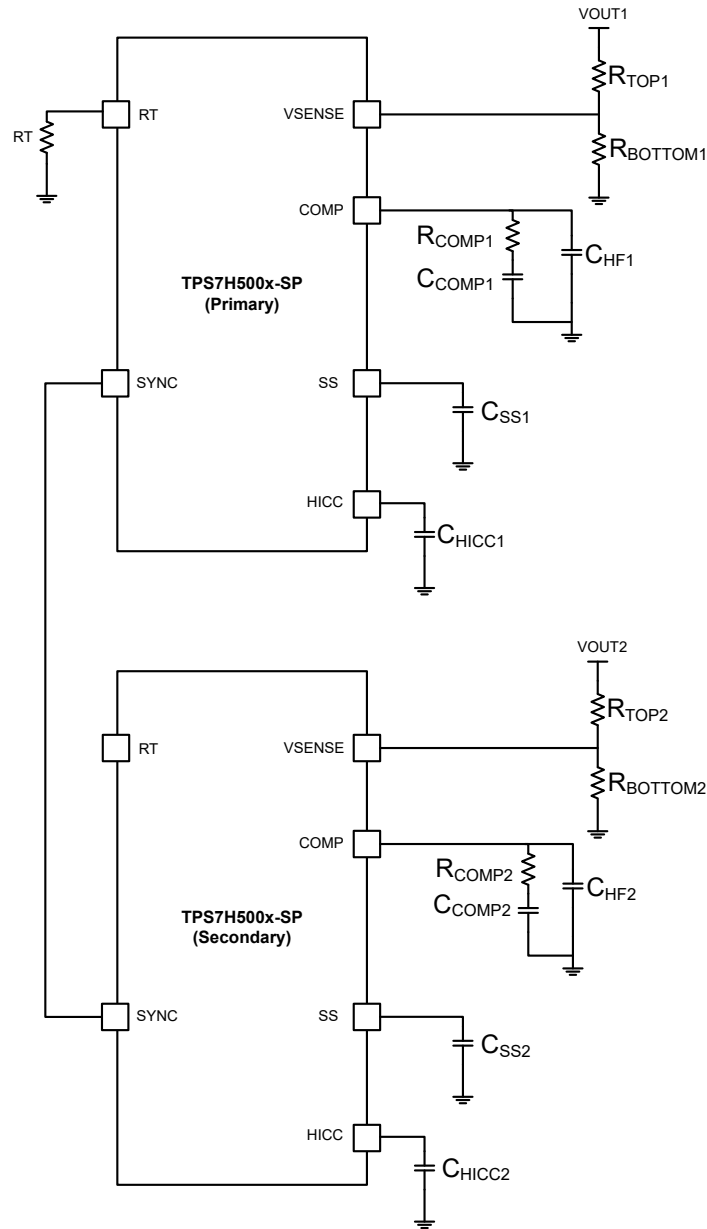 VOUT1
RTOP1
RT
RT
VSENSE
RBOTTOM1
COMP
RCOMP1
CHF1
CCOMP1
TPS7H500x-SP
(Primary)
SYNC
SS
CSS1
HICC
CHICC1
VOUT2
RTOP2
RT
VSENSE
RBOTTOM2
COMP
RCOMP2
CHF2
CCOMP2
TPS7H500x-SP
(Secondary)
SYNC
SS
CSS2
HICC
CHICC2